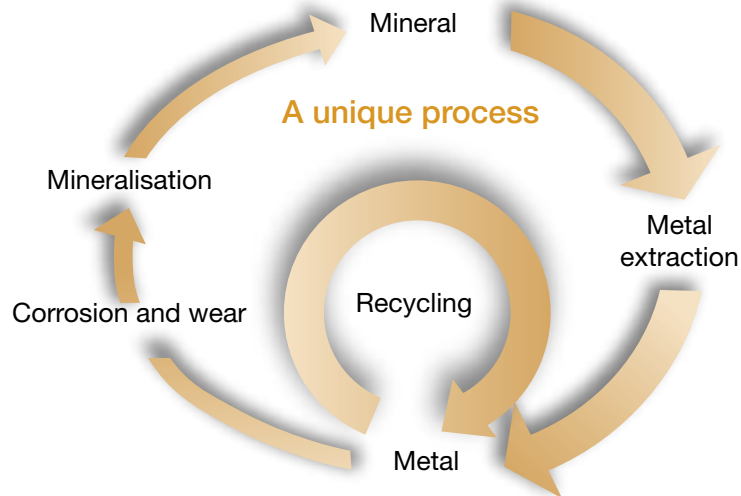 Mineral
A unique process
Mineralisation
Metal
extraction
Recycling
Corrosion and wear
Metal